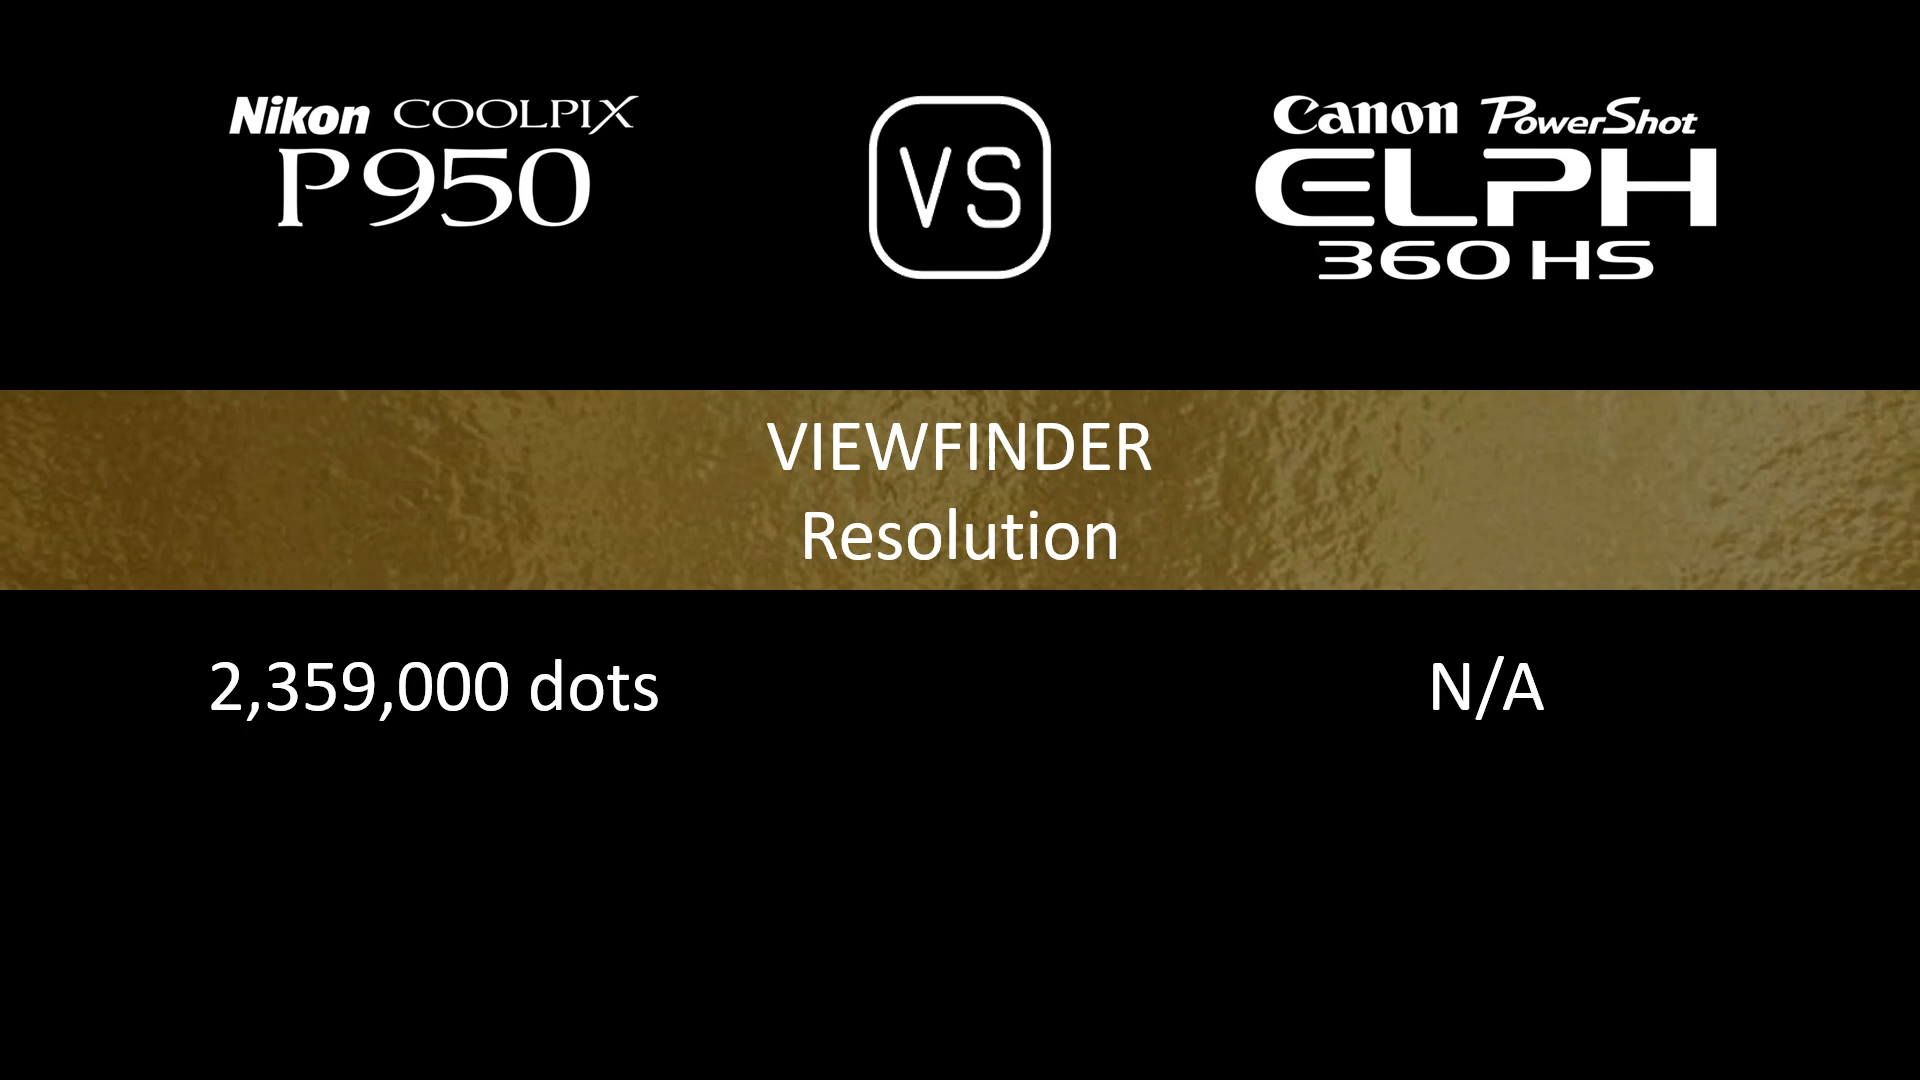 Nikon COOLPIX
P950
VS
Canon PowerShot
ELPH
360 HS
VIEWFINDER
Resolution
2,359,000 dots
N/A